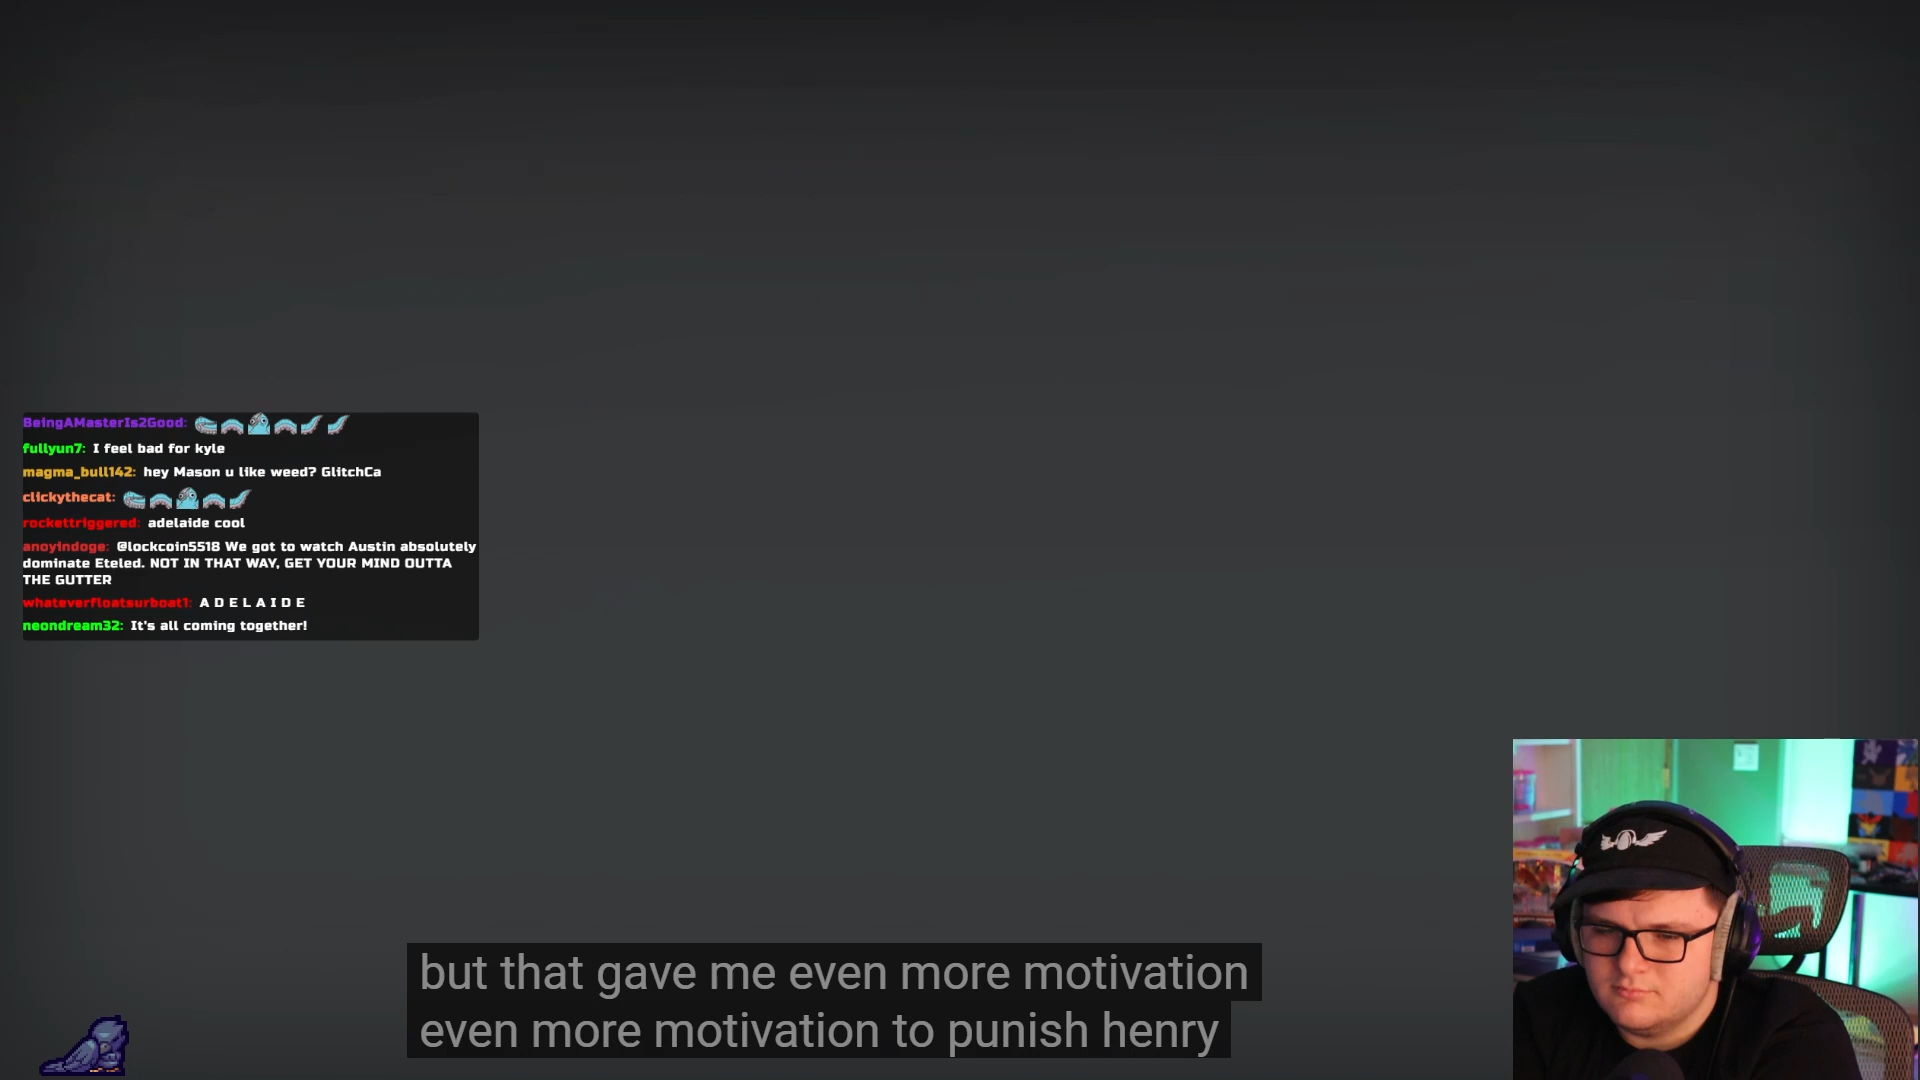 BeingAMasterIs2Good:
fullyun7: I feel bad for kyle
magma_bull142: hey Mason u like weed? GlitchCa
clickythecat:
rockettriggered: adelaide cool
anoyindoge: @lockcoin5518 We got to watch Austin absolutely
dominate Eteled. NOT IN THAT WAY, GET YOUR MIND OUTTA
THE GUTTER
whateverfloatsurboat1: A D E L A I D E
neondream32: It's all coming together!
but that gave me even more motivation
even more motivation to punish henry